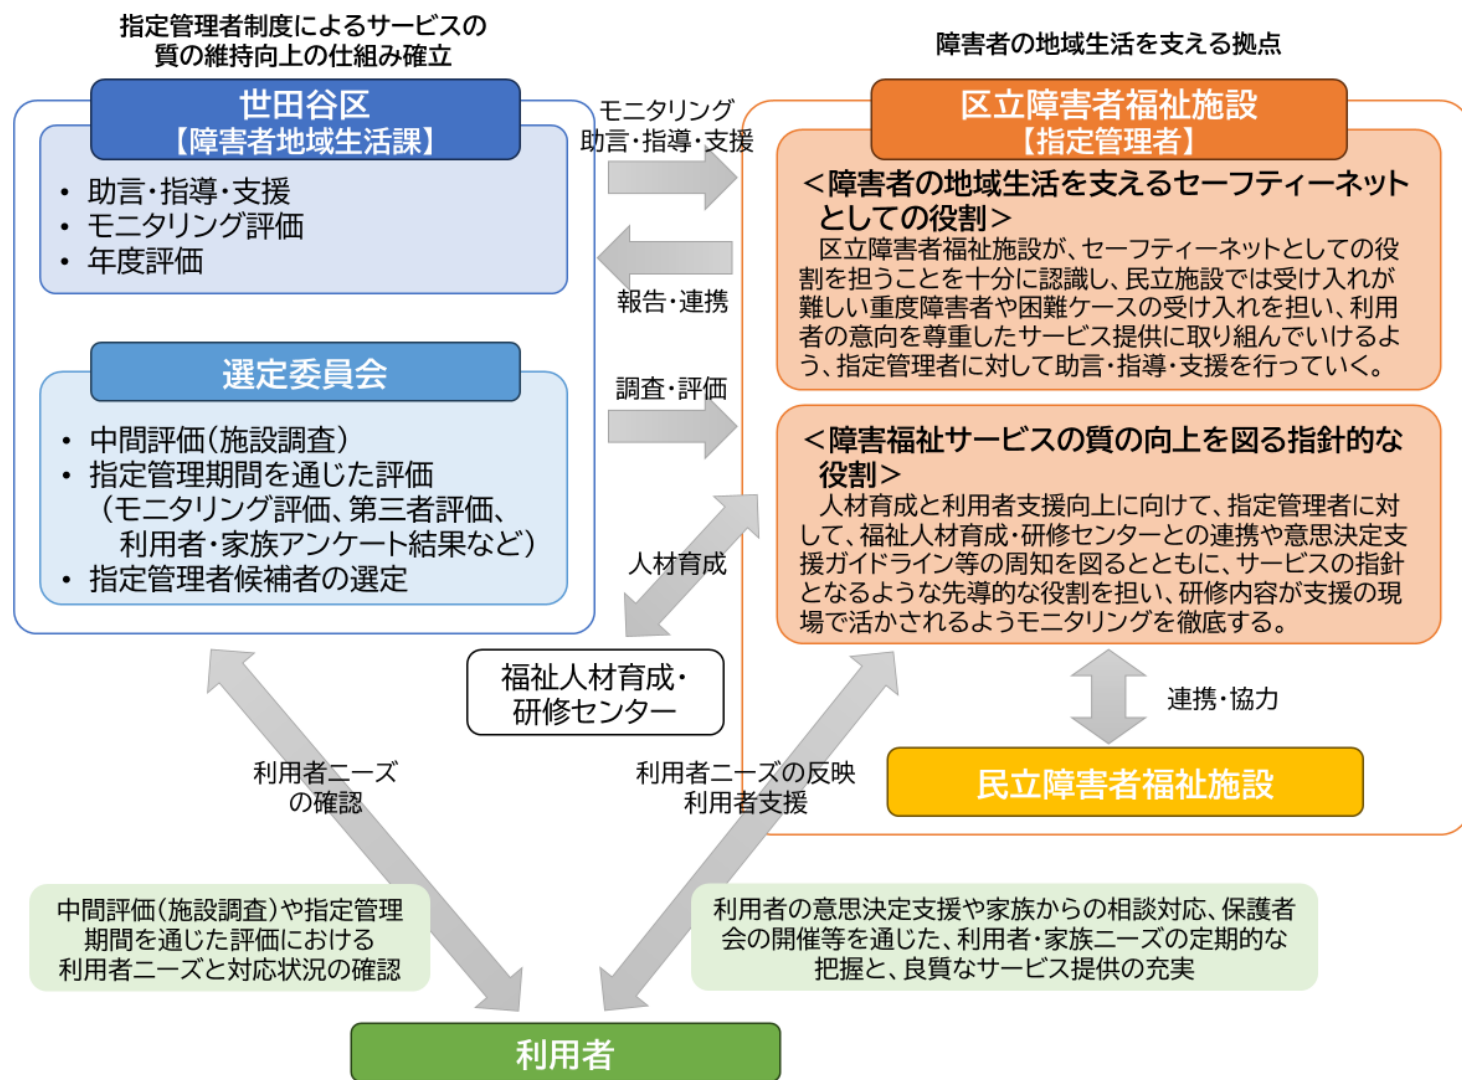 指定管理者制度によるサービスの
質の維持向上の仕組み確立
世田谷区
【障害者地域生活課】
• 助言・指導・支援
• モニタリング評価
• 年度評価
選定委員会
• 中間評価(施設調査)
• 指定管理期間を通じた評価
(モニタリング評価、第三者評価、
利用者・家族アンケート結果など)
• 指定管理者候補者の選定
モニタリング
助言・指導・支援
報告・連携
調査・評価
人材育成
福祉人材育成・
研修センター
障害者の地域生活を支える拠点
区立障害者福祉施設
【指定管理者】
<障害者の地域生活を支えるセーフティーネット
としての役割>
区立障害者福祉施設が、セーフティーネットとしての役
割を担うことを十分に認識し、民立施設では受け入れが
難しい重度障害者や困難ケースの受け入れを担い、利用
者の意向を尊重したサービス提供に取り組んでいけるよ
う、指定管理者に対して助言・指導・支援を行っていく。
<障害福祉サービスの質の向上を図る指針的な
役割>
人材育成と利用者支援向上に向けて、指定管理者に対
して、福祉人材育成・研修センターとの連携や意思決定支
援ガイドライン等の周知を図るとともに、サービスの指針
となるような先導的な役割を担い、研修内容が支援の現
場で活かされるようモニタリングを徹底する。
連携・協力
民立障害者福祉施設
利用者ニーズ
の確認
利用者ニーズの反映
利用者支援
中間評価(施設調査)や指定管理
期間を通じた評価における
利用者ニーズと対応状況の確認
利用者の意思決定支援や家族からの相談対応、保護者
会の開催等を通じた、利用者・家族ニーズの定期的な
把握と、良質なサービス提供の充実
利用者